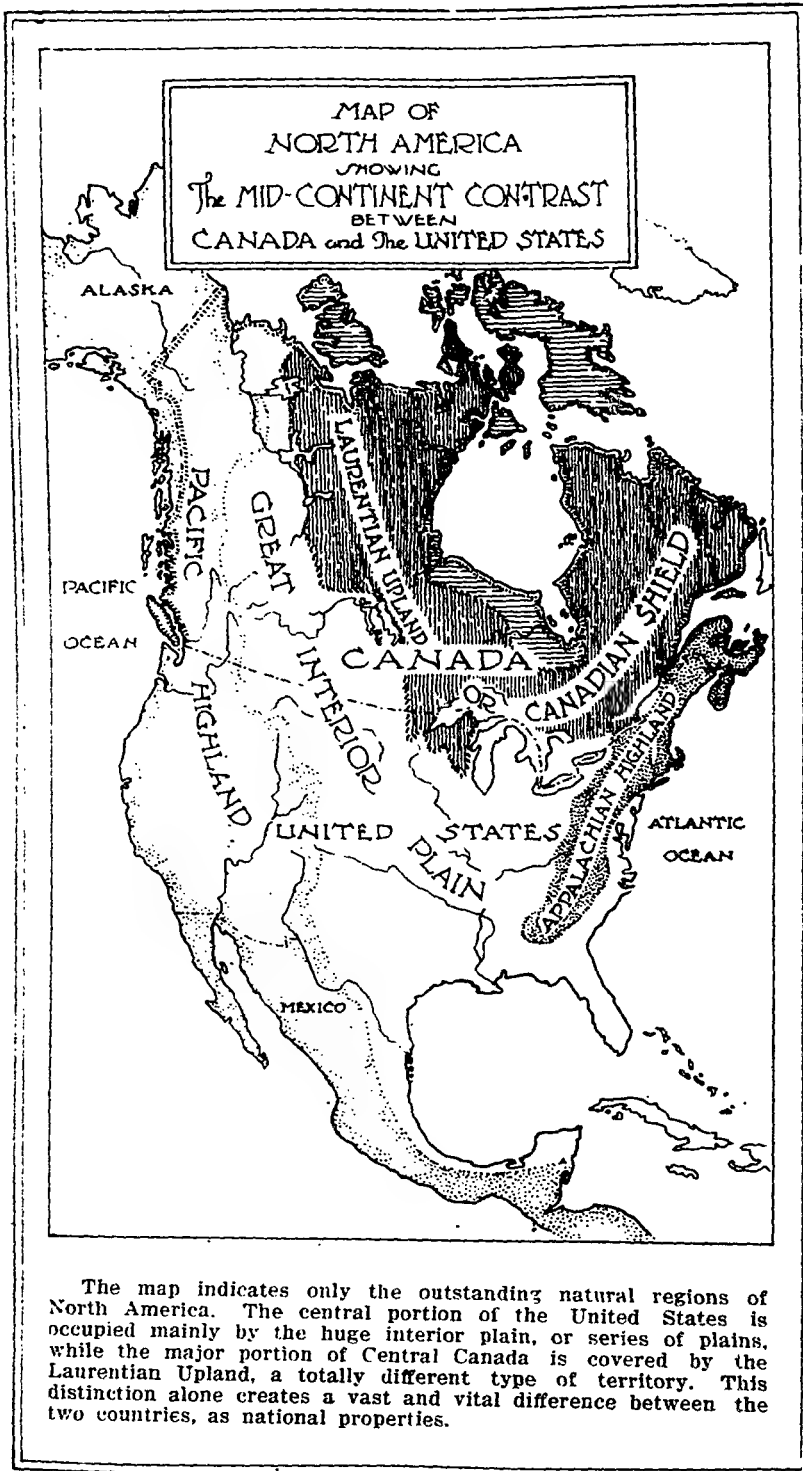 MAP OF
NORTH AMERICA
SHOWING
The MID-CONTINENT CONTRAST
BETWEEN
CANADA and The UNITED STATES
ALASKA
LAURENTIAN UPLAND
PACIFIC
GREAT
PACIFIC
OCEAN
CANADIAN SHIELD
CANADA
OR
INTERIOR
HIGHLAND
APPALACHIAN HIGHLAND
UNITED STATES
PLAIN
ATLANTIC
OCEAN
MEXICO
The map indicates only the outstanding natural regions of
North America. The central portion of the United States is
occupied mainly by the huge interior plain, or series of plains,
while the major portion of Central Canada is covered by the
Laurentian Upland, a totally different type of territory. This
distinction alone creates a vast and vital difference between the
two countries, as national properties.